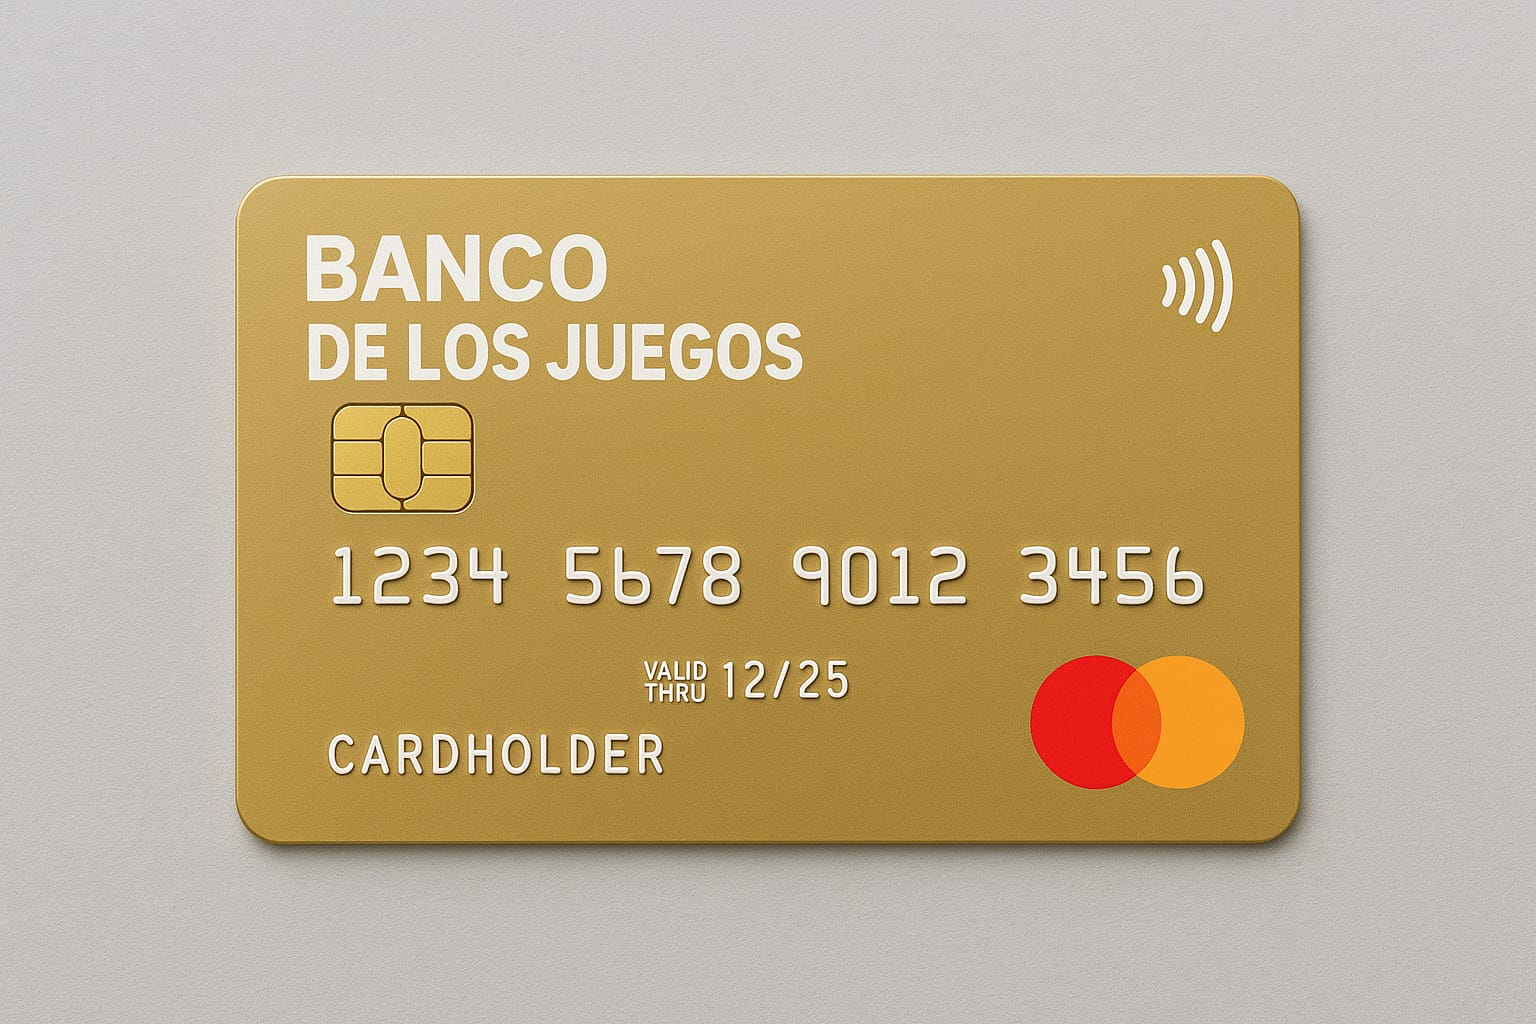 BANCO
DE LOS JUEGOS
1234 5678 9012 3456
VALID
THRU 12/25
CARDHOLDER